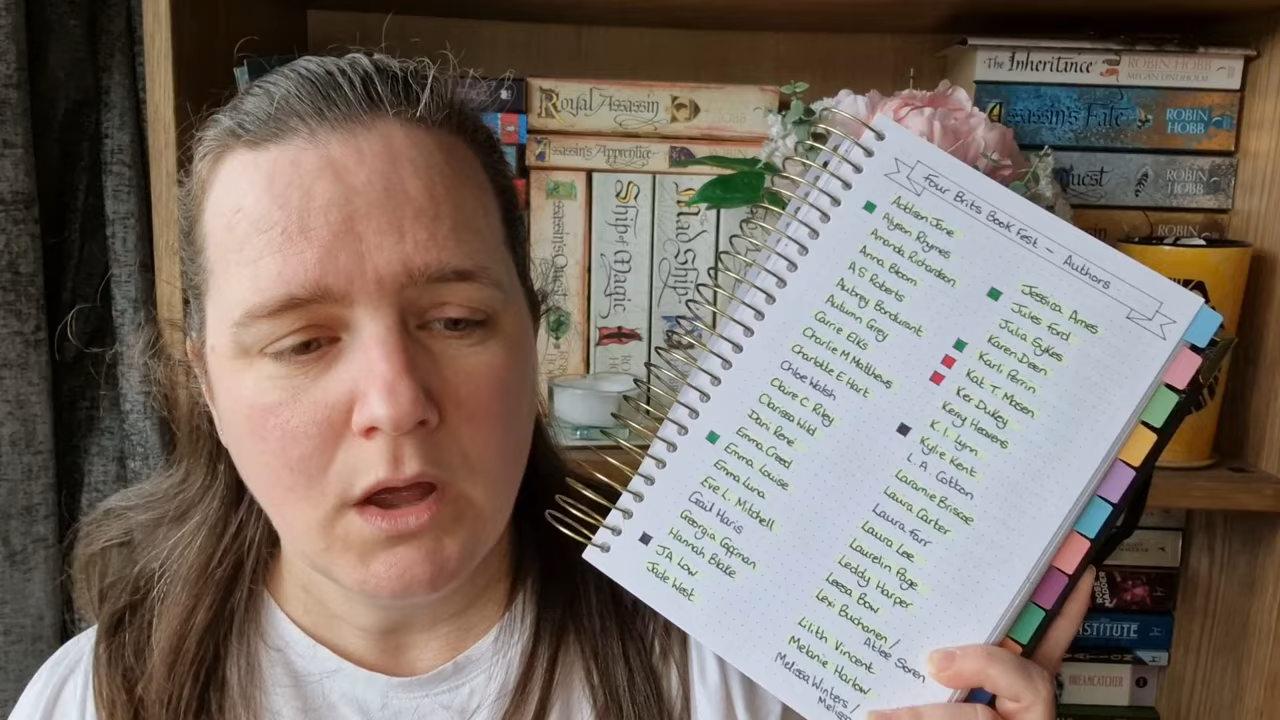 Royal Assassin
HOBB
Assassin's Apprentice
Assassin's Quest
Ship of Magic
Mad Ship
The Inheritance
ROBIN HOBB
MEGAN LINDHOLM
Assassin's Fate
ROBIN
HOBB
Quest
ROBIN
HOBB
ROBIN
Four Brits Book Fest - Authors
Addison Jane
Alyson Rhymes
Amanda Richardson
Anna Bloom
A S Roberts
Aubrey Bondurant
Autumn Grey
Carrie Elks
Charlie M Matthews
Charlotte E Hart
Chloe Walsh
Claire C Riley
Clarissa Wild
Dani René
Emma Creed
Emma Louise
Emma Luna
Eve L. Mitchell
Gail Haris
Georgia Coffman
Hannah Blake
JA Low
Jade West
Jessica Ames
Jules Ford
Julia Sykes
Karen Deen
Karli Perrin
Kat T. Mason
Ker Dukey
Kerry Heavens
K. I. Lynn
Kylie Kent
L. A. Cotton
Laramie Briscoe
Laura Carter
Laura Farr
Laura Lee
Laurelin Paige
Leddy Harper
Leesa Bow
Lexi Buchanan /
Atlee Soren
Lilith Vincent
Melanie Harlow
Melissa Winters /
ROSE
MADDER
INSTITUTE
DREAMCATCHER